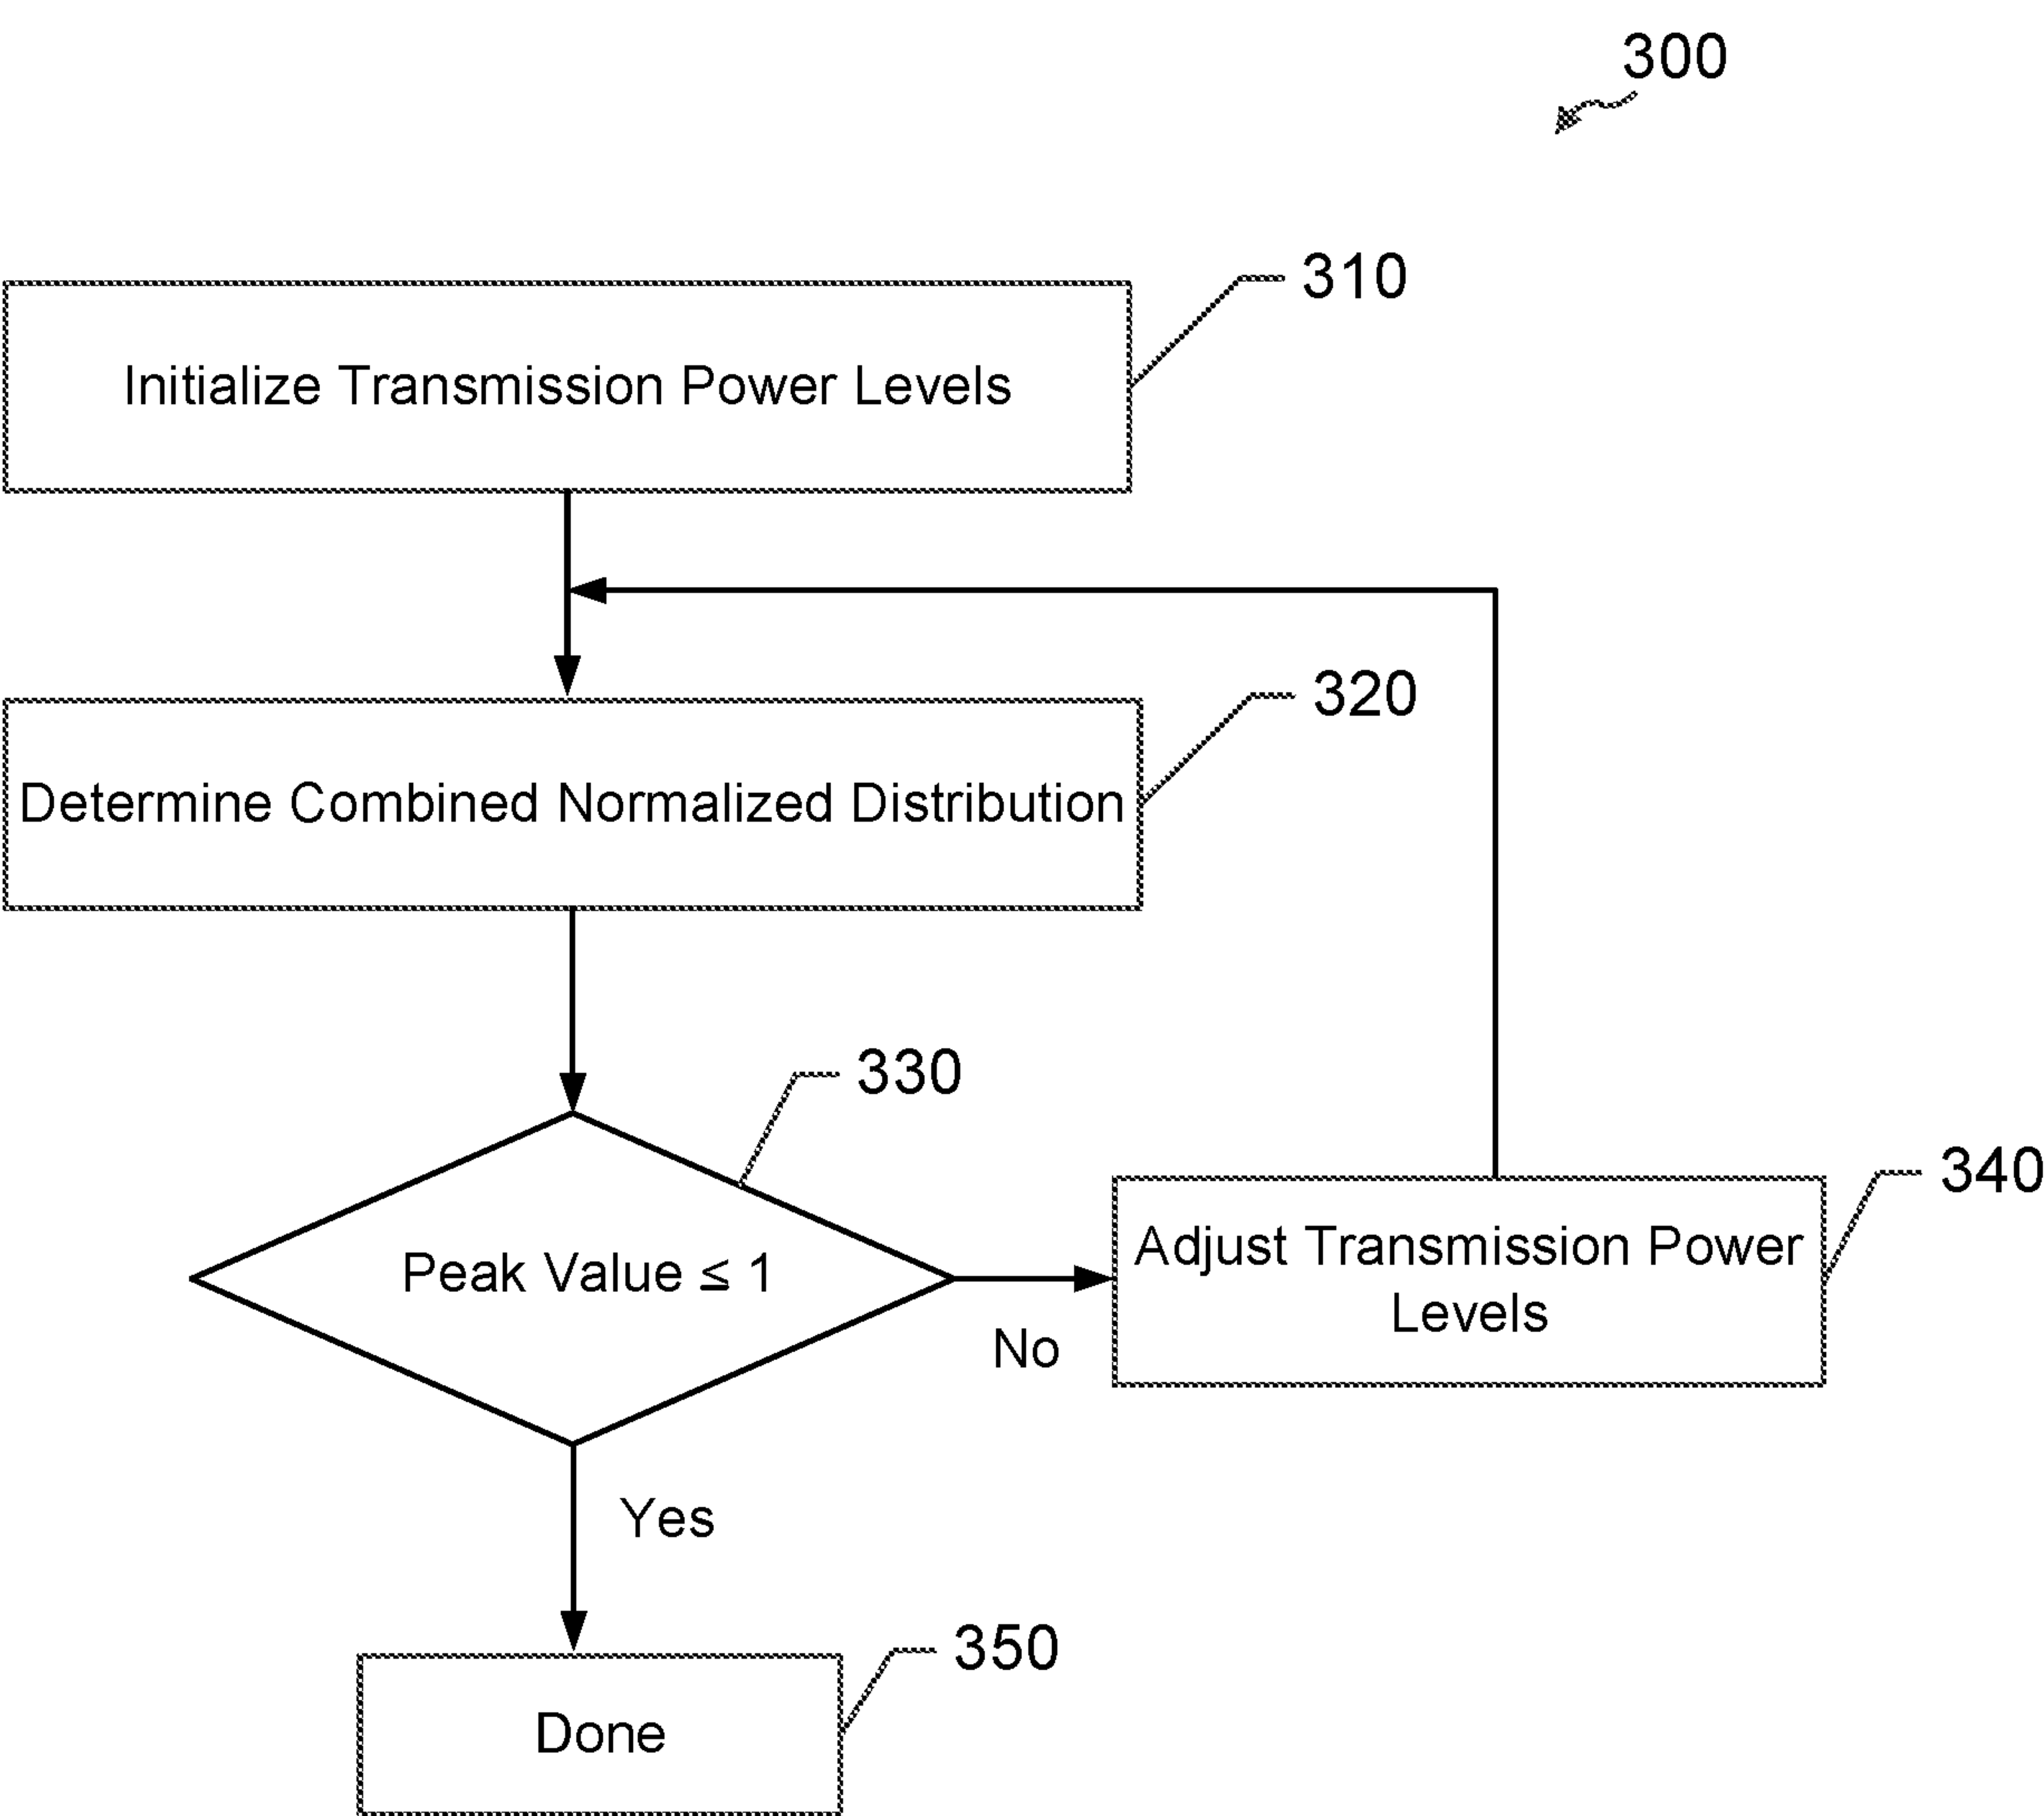 300
310
Initialize Transmission Power Levels
320
Determine Combined Normalized Distribution
330
Peak Value ≤ 1
No
340
Adjust Transmission Power
Levels
Yes
350
Done